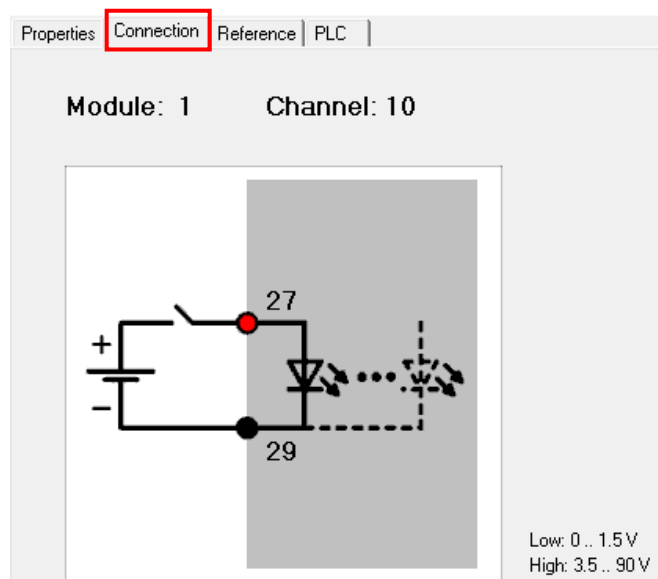 Properties Connection Reference PLC
Module: 1 Channel: 10
27
+
−
29
Low: 0 .. 1.5 V
High: 3.5 .. 90 V